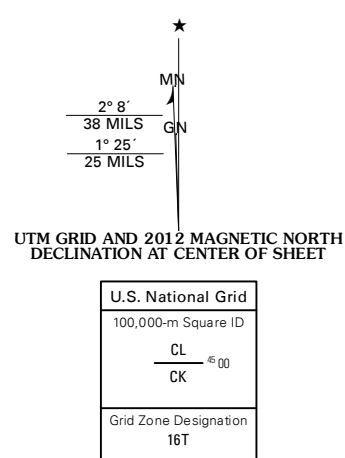 ★
MN
2° 8´
38 MILS
GN
1° 25´
25 MILS
UTM GRID AND 2012 MAGNETIC NORTH
DECLINATION AT CENTER OF SHEET
U.S. National Grid
100,000-m Square ID
CL
45 00
CK
Grid Zone Designation
16T